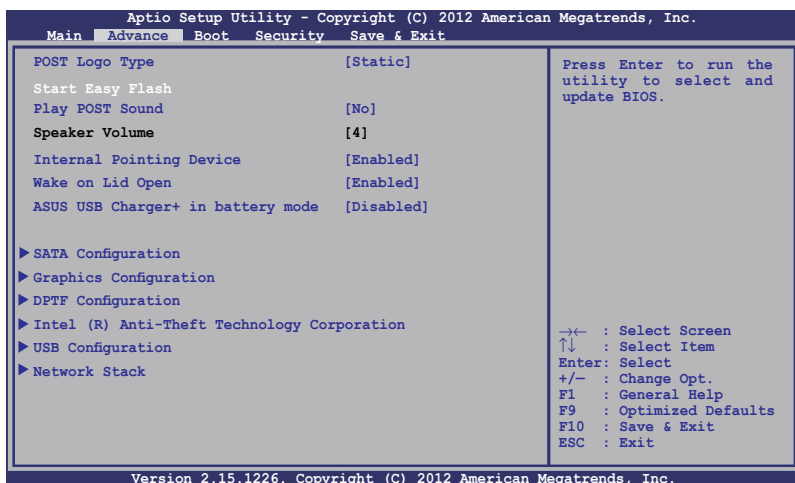 Aptio Setup Utility - Copyright (C) 2012 American Megatrends, Inc.
Main Advance Boot Security Save & Exit
POST Logo Type [Static]
Start Easy Flash
Play POST Sound [No]
Speaker Volume [4]
Internal Pointing Device [Enabled]
Wake on Lid Open [Enabled]
ASUS USB Charger+ in battery mode [Disabled]
SATA Configuration
Graphics Configuration
DPTF Configuration
Intel (R) Anti-Theft Technology Corporation
USB Configuration
Network Stack
Press Enter to run the
utility to select and
update BIOS.
→← : Select Screen
↑↓ : Select Item
Enter: Select
+/— : Change Opt.
F1 : General Help
F9 : Optimized Defaults
F10 : Save & Exit
ESC : Exit
Version 2.15.1226. Copyright (C) 2012 American Megatrends, Inc.